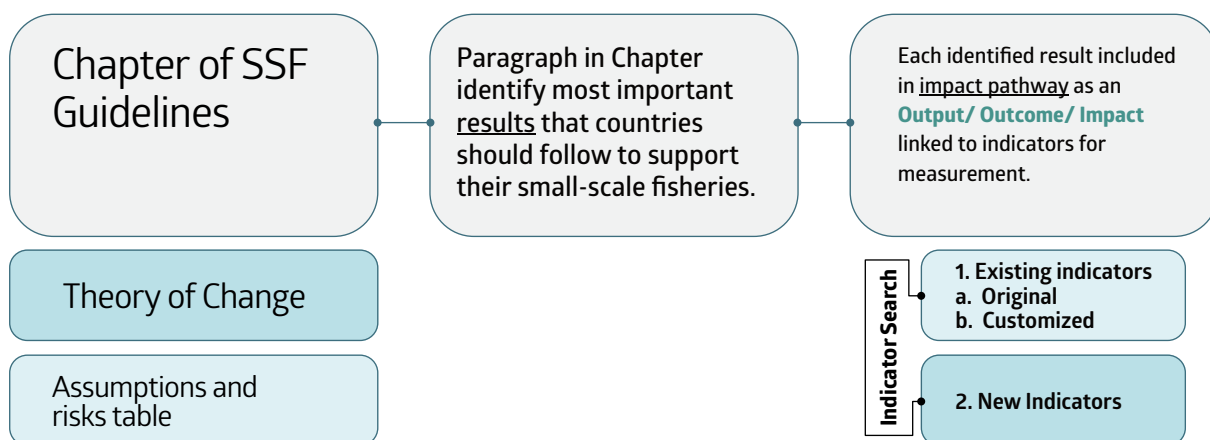 Chapter of SSF
Guidelines
Paragraph in Chapter
identify most important
results that countries
should follow to support
their small-scale fisheries.
Each identified result included
in impact pathway as an
Output/ Outcome/ Impact
linked to indicators for
measurement.
Theory of Change
Assumptions and
risks table
Indicator Search
1. Existing indicators
a. Original
b. Customized
2. New Indicators